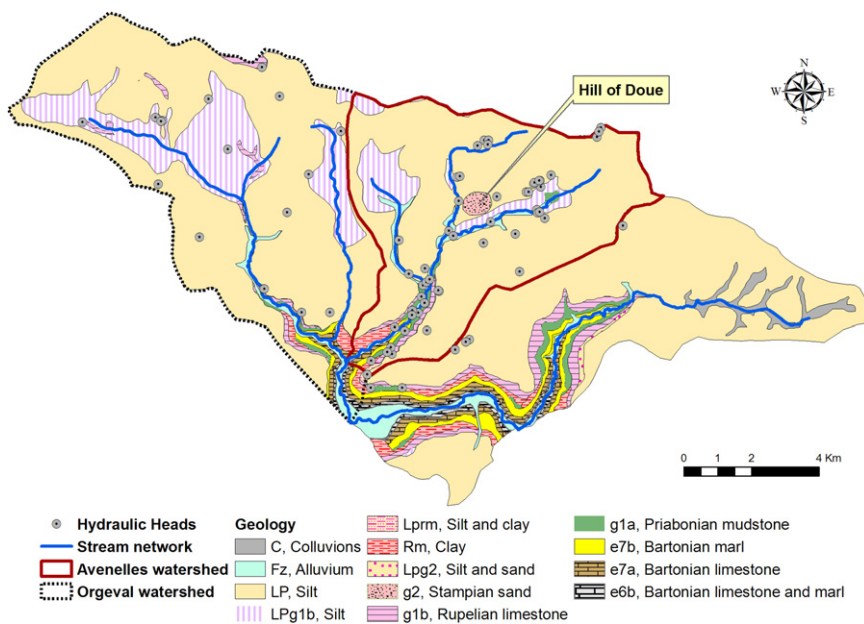 Hill of Doue
N
W E
S
0 1 2 4 Km
Hydraulic Heads
Stream network
Avenelles watershed
Orgeval watershed
Geology
C, Colluvions
Fz, Alluvium
LP, Silt
LPg1b, Silt
Lprm, Silt and clay
Rm, Clay
Lpg2, Silt and sand
g2, Stampian sand
g1b, Rupelian limestone
g1a, Priabonian mudstone
e7b, Bartonian marl
e7a, Bartonian limestone
e6b, Bartonian limestone and marl